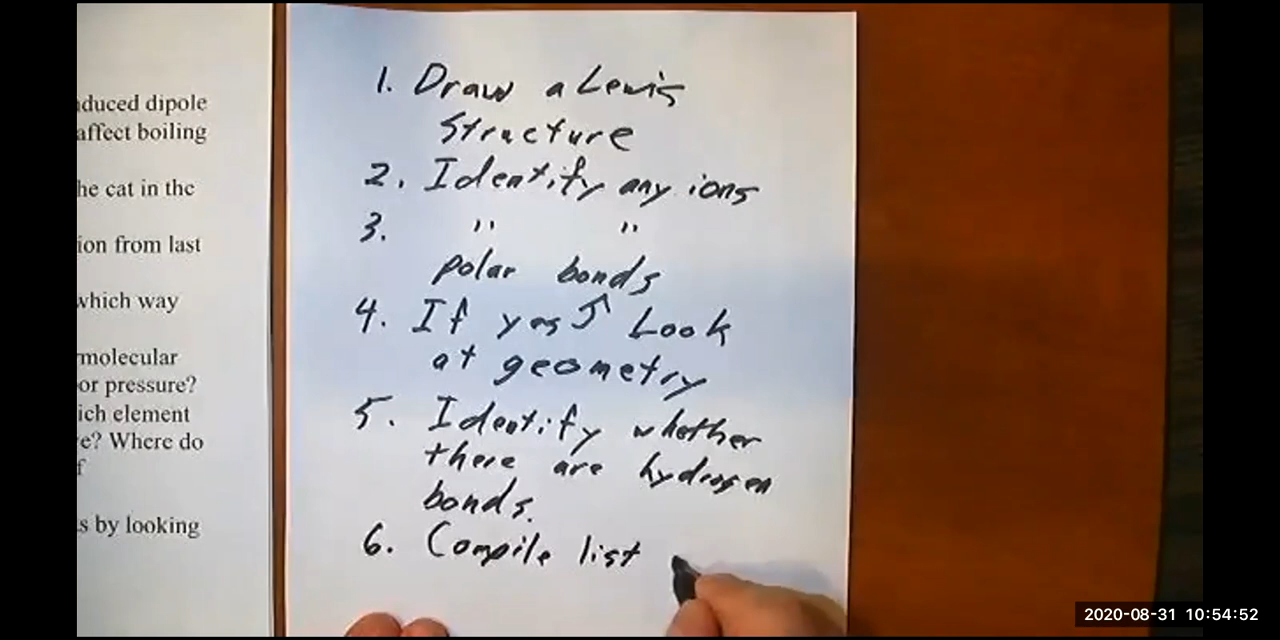 nduced dipole
affect boiling
he cat in the
ion from last
which way
molecular
or pressure?
ich element
e? Where do
f
s by looking
1. Draw a Lewis
Structure
2. Identify any ions
3. " "
polar bonds
4. If yes ↑ Look
at geometry
5. Identify whether
there are hydrogen
bonds.
6. Compile list
2020-08-31 10:54:52